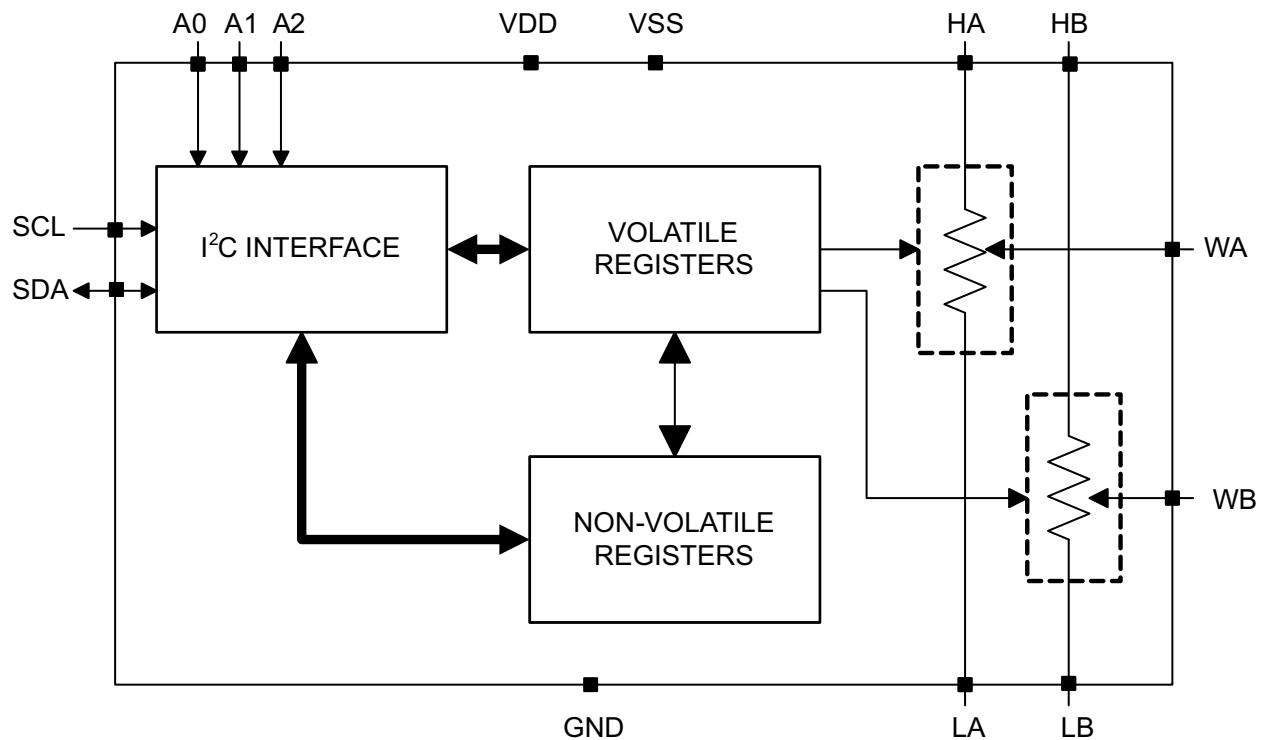 A0 A1 A2 VDD VSS HA HB
SCL
SDA
I²C INTERFACE
VOLATILE
REGISTERS
WA
NON-VOLATILE
REGISTERS
WB
GND LA LB